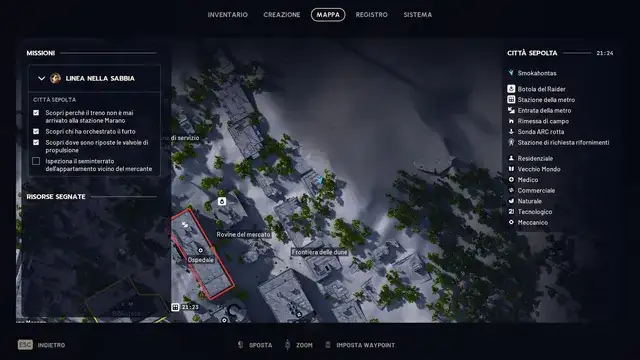 INVENTARIO
CREAZIONE
MAPPA
REGISTRO
SISTEMA
MISSIONI
LINEA NELLA SABBIA
CITTÀ SEPOLTA
Scopri perché il treno non è mai
arrivato alla stazione Marano
Scopri chi ha orchestrato il furto
Scopri dove sono riposte le valvole di
propulsione
Ispeziona il seminterrato
dell'appartamento vicino del mercante
RISORSE SEGNATE
di servizio
Rovine del mercato
Ospedale
Frontiera delle dune
21:23
CITTÀ SEPOLTA
21:24
Smokahontas
Botola del Raider
Stazione della metro
Entrata della metro
Rimessa di campo
Sonda ARC rotta
Stazione di richiesta rifornimenti
Residenziale
Vecchio Mondo
Medico
Commerciale
Naturale
Tecnologico
Meccanico
ESC INDIETRO
SPOSTA
ZOOM
IMPOSTA WAYPOINT